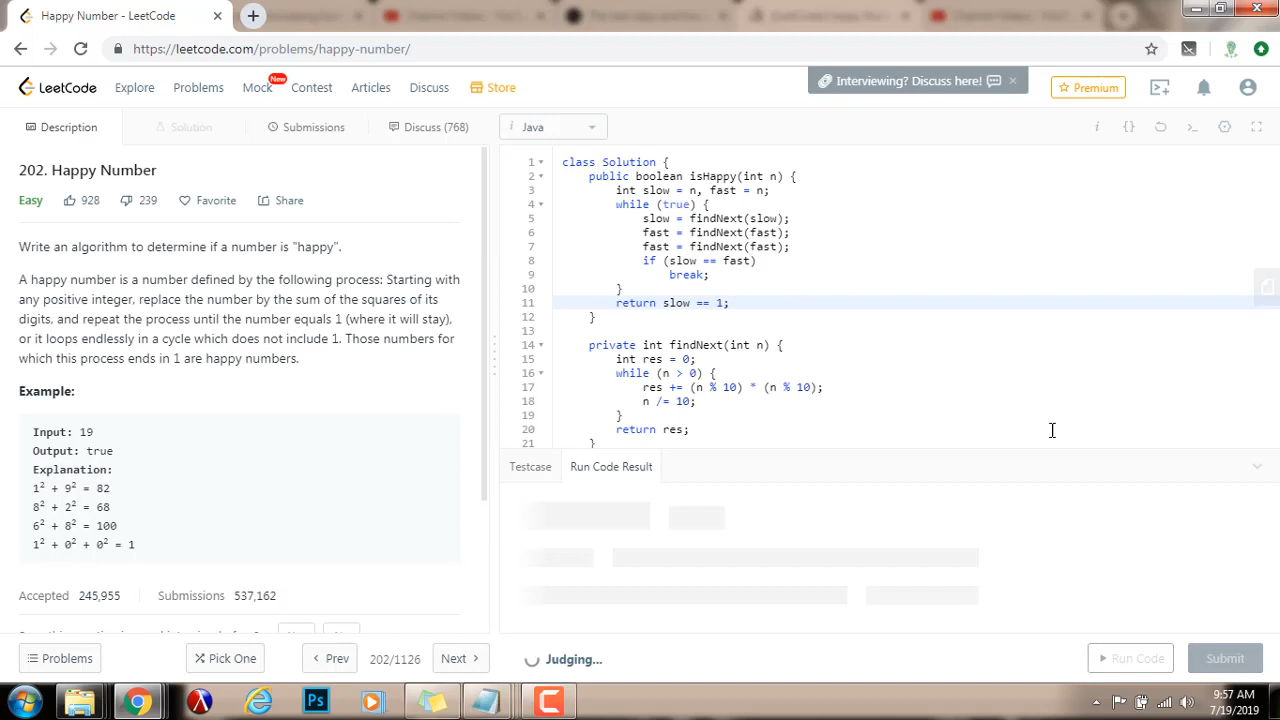 Happy Number - LeetCode
https://leetcode.com/problems/happy-number/
LeetCode
Explore
Problems
Mock
New
Contest
Articles
Discuss
Store
Interviewing? Discuss here!
Premium
Description
Solution
Submissions
Discuss (768)
Java
202. Happy Number
Easy
928
239
Favorite
Share
Write an algorithm to determine if a number is "happy".
A happy number is a number defined by the following process: Starting with
any positive integer, replace the number by the sum of the squares of its
digits, and repeat the process until the number equals 1 (where it will stay),
or it loops endlessly in a cycle which does not include 1. Those numbers for
which this process ends in 1 are happy numbers.
Example:
Input: 19
Output: true
Explanation:
1² + 9² = 82
8² + 2² = 68
6² + 8² = 100
1² + 0² + 0² = 1
Accepted 245,955
Submissions 537,162
1 class Solution {
2 public boolean isHappy(int n) {
3 int slow = n, fast = n;
4 while (true) {
5 slow = findNext(slow);
6 fast = findNext(fast);
7 fast = findNext(fast);
8 if (slow == fast)
9 break;
10 }
11 return slow == 1;
12 }
13
14 private int findNext(int n) {
15 int res = 0;
16 while (n > 0) {
17 res += (n % 10) * (n % 10);
18 n /= 10;
19 }
20 return res;
21 }
Testcase
Run Code Result
Problems
Pick One
Prev
202/1126
Next
Judging...
Run Code
Submit
Ps
9:57 AM
7/19/2019